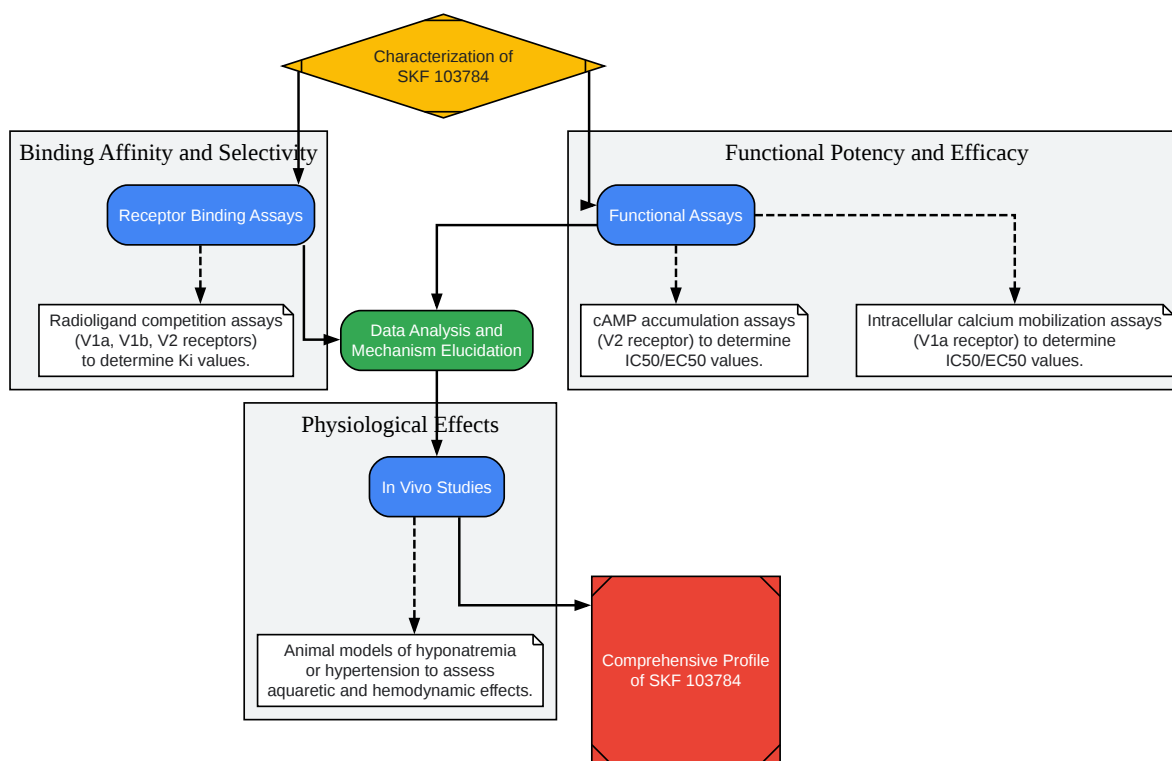 Characterization of
SKF 103784
Binding Affinity and Selectivity
Functional Potency and Efficacy
Receptor Binding Assays
Functional Assays
Radioligand competition assays
(V1a, V1b, V2 receptors)
to determine Ki values.
Data Analysis and
Mechanism Elucidation
cAMP accumulation assays
(V2 receptor) to determine
IC50/EC50 values.
Intracellular calcium mobilization assays
(V1a receptor) to determine
IC50/EC50 values.
Physiological Effects
In Vivo Studies
Animal models of hyponatremia
or hypertension to assess
aquaretic and hemodynamic effects.
Comprehensive Profile
of SKF 103784